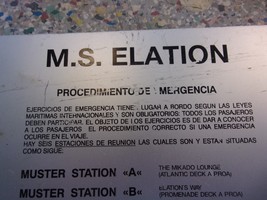 M.S. ELATION
PROCEDIMIENTO DE EMERGENCIA
EJERCICIOS DE EMERGENCIA TIENE LUGAR A BORDO SEGUN LAS LEYES
MARITIMAS INTERNACIONALES Y SON OBLIGATORIOS: TODOS LOS PASAJEROS
DEBEN PARTICIPAR. EL OBJETO DE LOS EJERCICIOS ES DE DAR A CONOCER
A LOS PASAJEROS EL PROCEDIMIENTO CORRECTO SI UNA EMERGENCIA
OCURRE EN EL VIAJE.
HAY SEIS ESTACIONES DE REUNION LAS CUALES SON Y ESTAN SITUADAS
COMO SIGUE:
MUSTER STATION «A» THE MIKADO LOUNGE
(ATLANTIC DECK A PROA)
MUSTER STATION «B» ELATION'S WAY
(PROMENADE DECK A PROA)